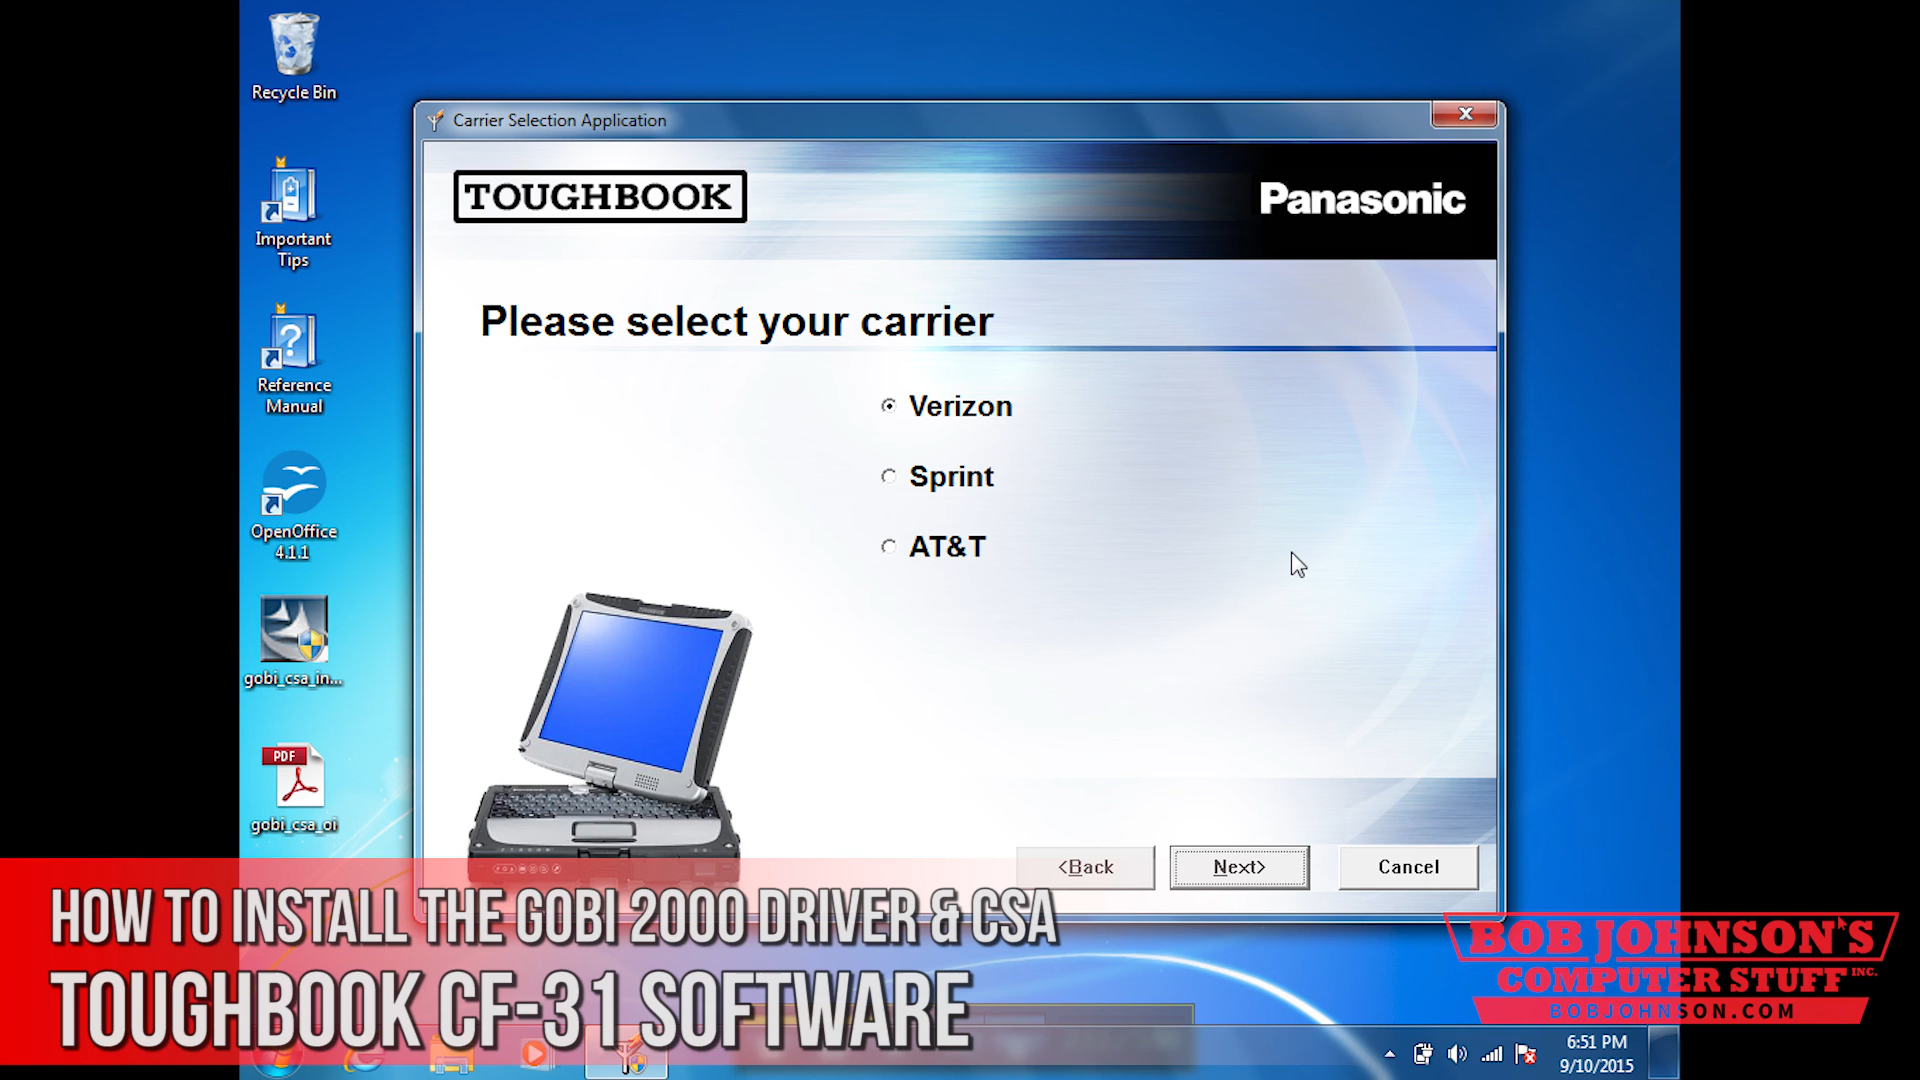 Recycle Bin
Important
Tips
Reference
Manual
OpenOffice
4.1.1
gobi_csa_in...
PDF
gobi_csa_oi
Carrier Selection Application
TOUGHBOOK
Panasonic
Please select your carrier
Verizon
Sprint
AT&T
<Back
Next>
Cancel
HOW TO INSTALL THE GOBI 2000 DRIVER & CSA
TOUGHBOOK CF-31 SOFTWARE
BOB JOHNSON'S
COMPUTER STUFF INC.
BOBJOHNSON.COM
6:51 PM
9/10/2015